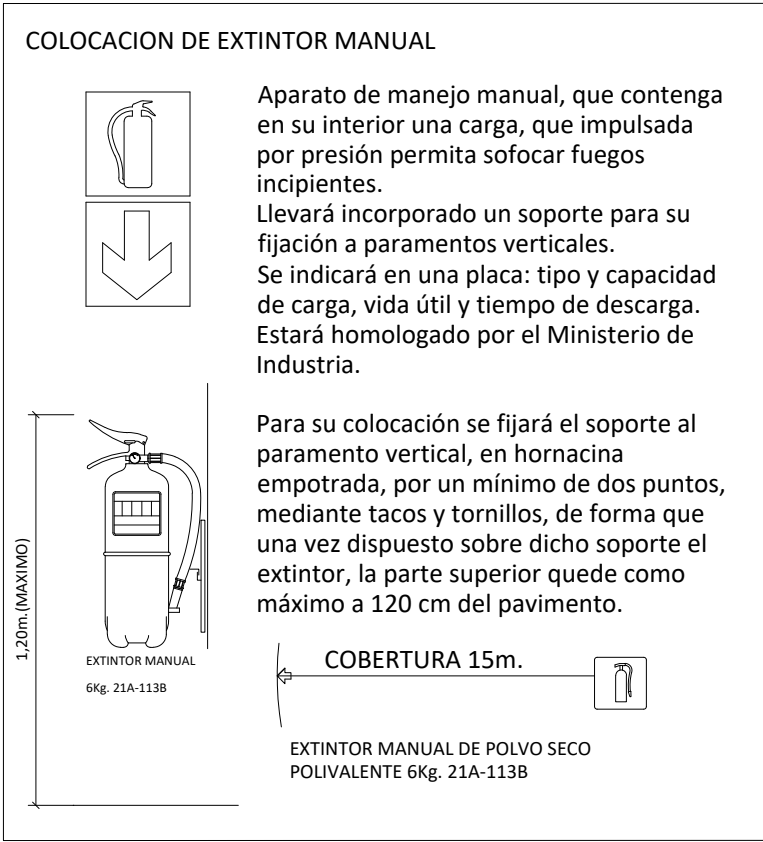 COLOCACION DE EXTINTOR MANUAL
Aparato de manejo manual, que contenga
en su interior una carga, que impulsada
por presión permita sofocar fuegos
incipientes.
Llevará incorporado un soporte para su
fijación a paramentos verticales.
Se indicará en una placa: tipo y capacidad
de carga, vida útil y tiempo de descarga.
Estará homologado por el Ministerio de
Industria.
Para su colocación se fijará el soporte al
paramento vertical, en hornacina
empotrada, por un mínimo de dos puntos,
mediante tacos y tornillos, de forma que
una vez dispuesto sobre dicho soporte el
extintor, la parte superior quede como
máximo a 120 cm del pavimento.
1,20m.(MAXIMO)
EXTINTOR MANUAL
6Kg. 21A-113B
COBERTURA 15m.
EXTINTOR MANUAL DE POLVO SECO
POLIVALENTE 6Kg. 21A-113B